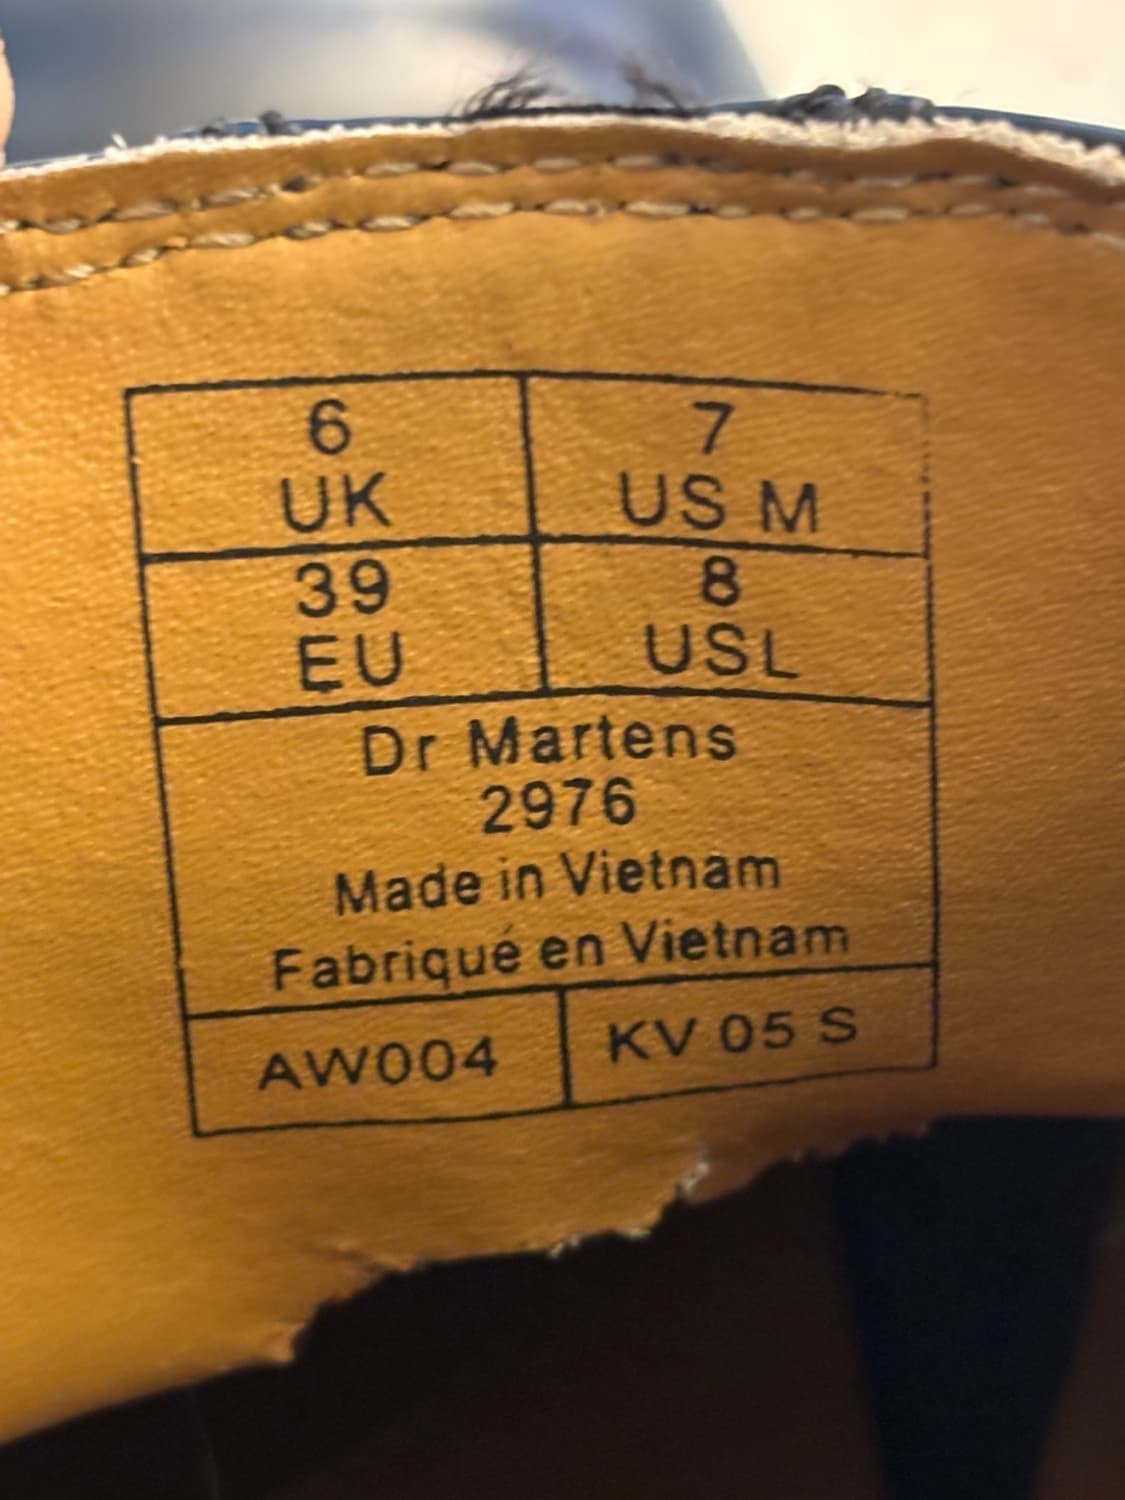 6 7
UK US M
39 8
EU USL
Dr Martens
2976
Made in Vietnam
Fabriqué en Vietnam
AW004 KV 05 S